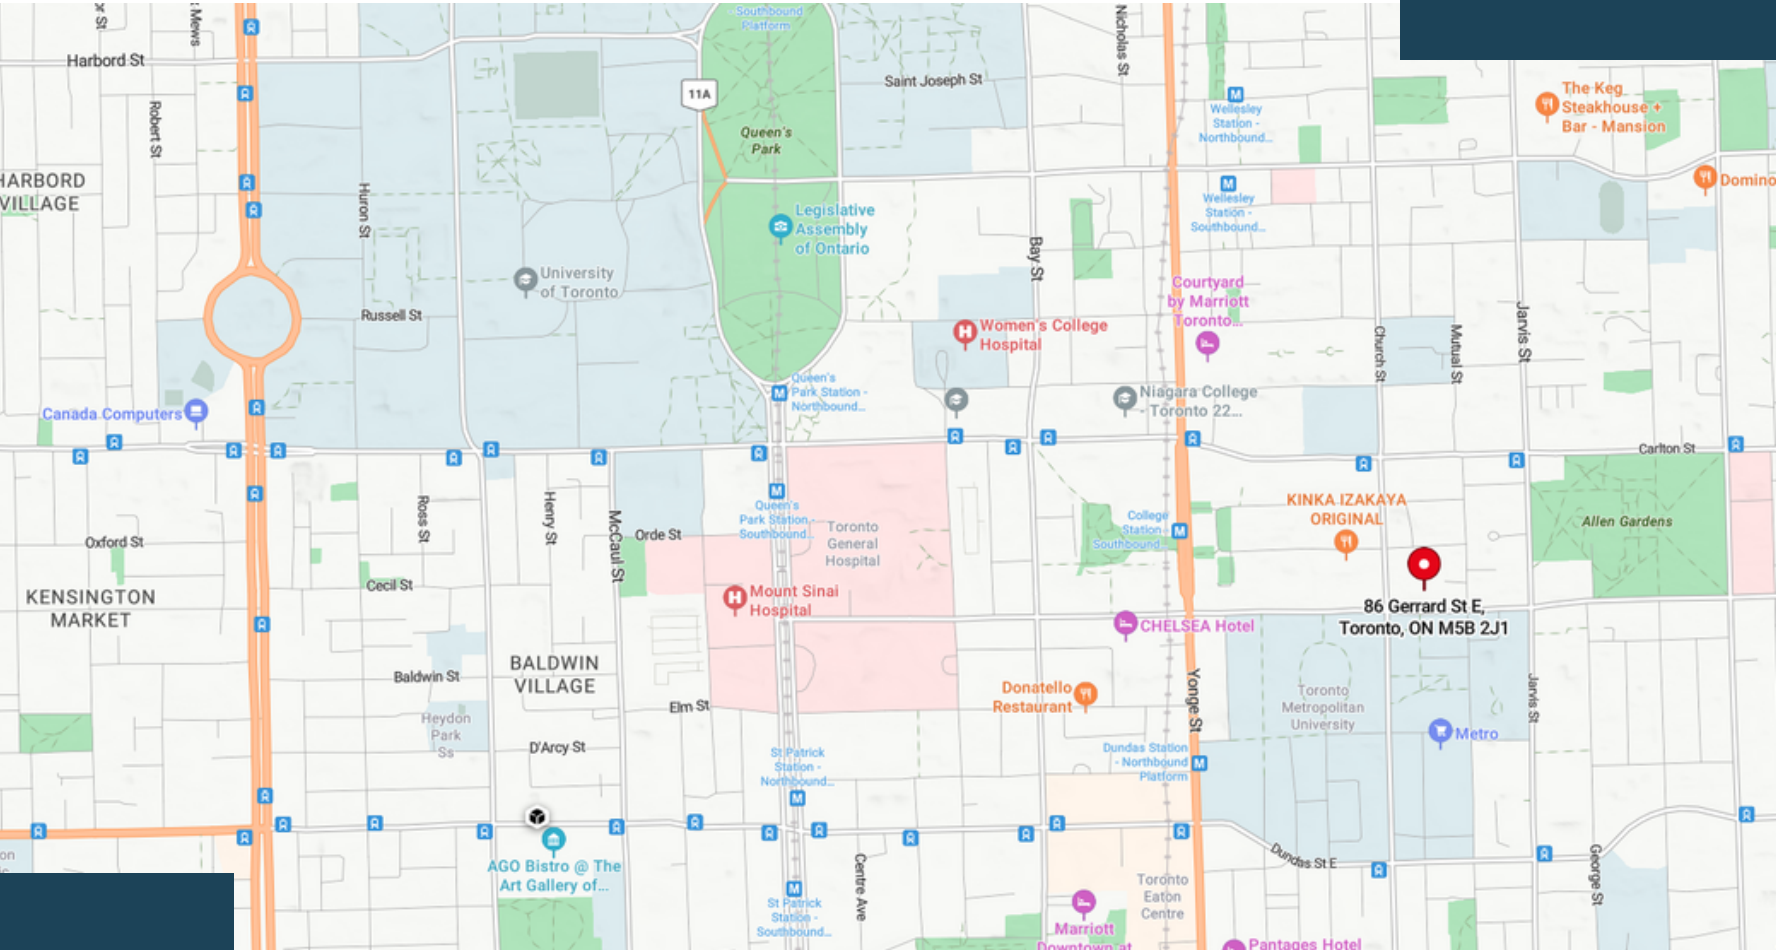 Southbound
Platform
Nicholas St
Mews
Harbord St
11A
Saint Joseph St
The Keg
Steakhouse +
Bar - Mansion
Wellesley
Station -
Northbound...
Robert St
Queen's
Park
HARBORD
VILLAGE
Huron St
Wellesley
Station -
Southbound...
Domino
Legislative
Assembly
of Ontario
Bay St
University
of Toronto
Courtyard
by Marriott
Toronto...
Russell St
Women's College
Hospital
Church St
Mutual St
Jarvis St
Queen's
Park Station -
Northbound...
Niagara College
- Toronto 22...
Canada Computers
Carlton St
Ross St
Henry St
McCaul St
Orde St
Queen's
Park Station -
Southbound...
Toronto
General
Hospital
College
Station -
Southbound...
KINKA IZAKAYA
ORIGINAL
Allen Gardens
Oxford St
Cecil St
KENSINGTON
MARKET
Mount Sinai
Hospital
CHELSEA Hotel
86 Gerrard St E,
Toronto, ON M5B 2J1
Baldwin St
BALDWIN
VILLAGE
Elm St
Donatello
Restaurant
Yonge St
Toronto
Metropolitan
University
Jarvis St
Metro
Heydon
Park
Ss
D'Arcy St
St Patrick
Station -
Northbound...
Dundas Station
- Northbound
Platform
AGO Bistro @ The
Art Gallery of...
Centre Ave
Dundas St E
George St
St Patrick
Station -
Southbound...
Toronto
Eaton
Centre
Marriott
Downtown at
Pantages Hotel